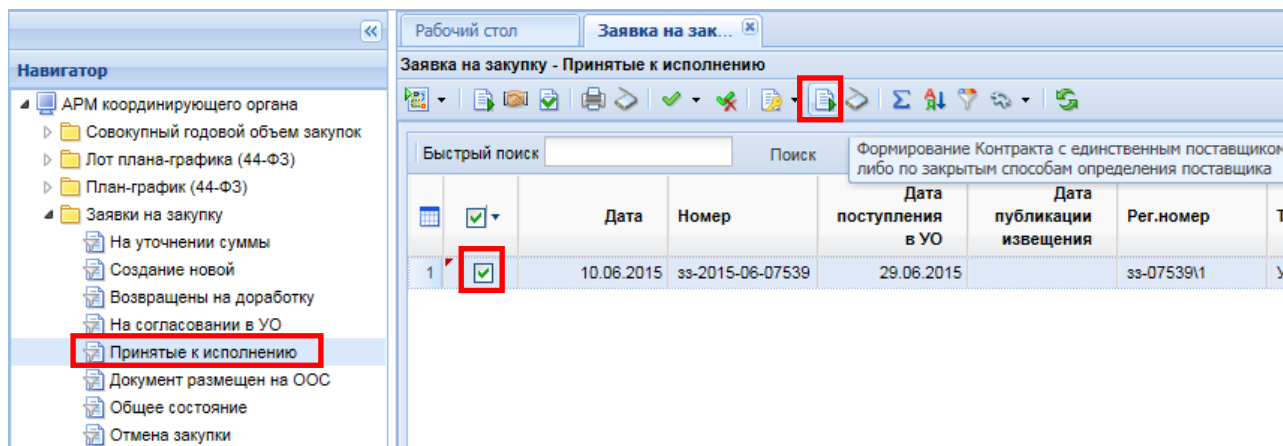 Навигатор
АРМ координирующего органа
Совокупный годовой объем закупок
Лот плана-графика (44-ФЗ)
План-график (44-ФЗ)
Заявки на закупку
На уточнении суммы
Создание новой
Возвращены на доработку
На согласовании в УО
Принятые к исполнению
Документ размещен на ООС
Общее состояние
Отмена закупки
Рабочий стол
Заявка на зак...
Заявка на закупку - Принятые к исполнению
Быстрый поиск
Поиск
Формирование Контракта с единственным поставщиком
либо по закрытым способам определения поставщика
Дата
Номер
Дата
поступления
в УО
Дата
публикации
извещения
Рег.номер
1 10.06.2015 ss-2015-06-07539 29.06.2015 ss-07539\1